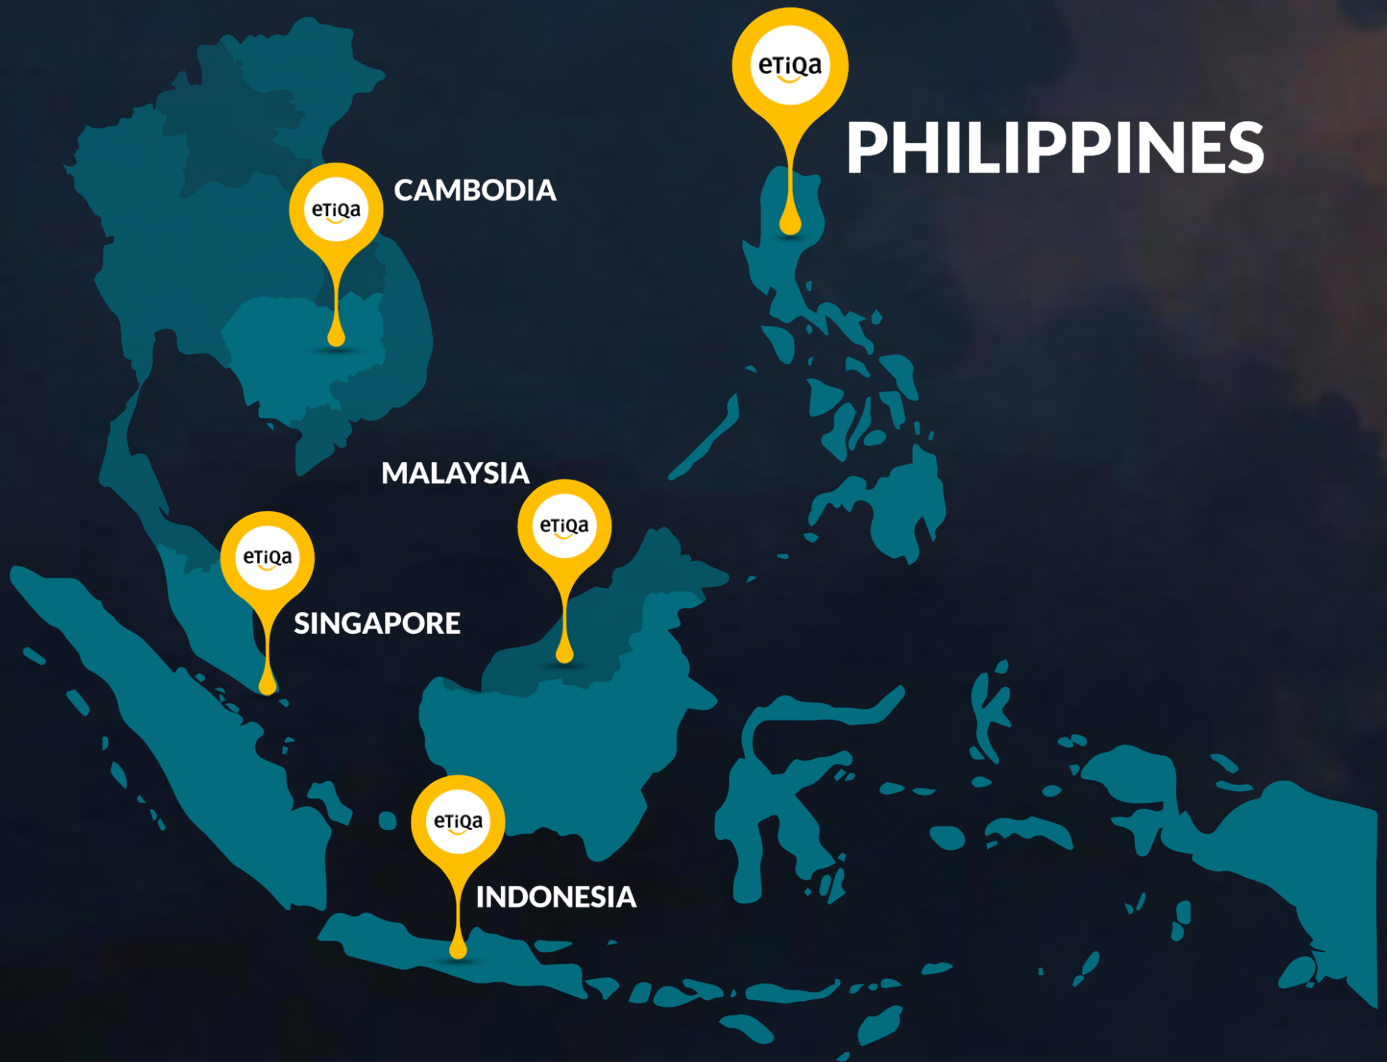 eTiQa
PHILIPPINES
eTiQa
CAMBODIA
MALAYSIA
eTiQa
eTiQa
SINGAPORE
eTiQa
INDONESIA